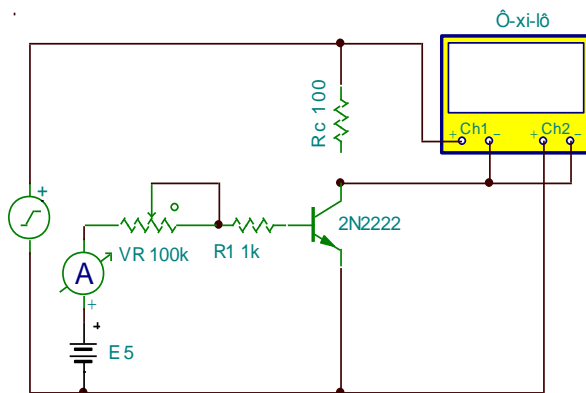 Ô-xi-lô
+ Ch1 −
+ Ch2 −
Rc 100
+
2N2222
VR 100k
R1 1k
A
+
+
E 5